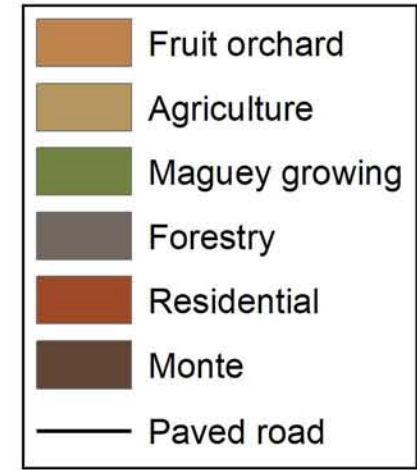 Fruit orchard
Agriculture
Maguey growing
Forestry
Residential
Monte
Paved road